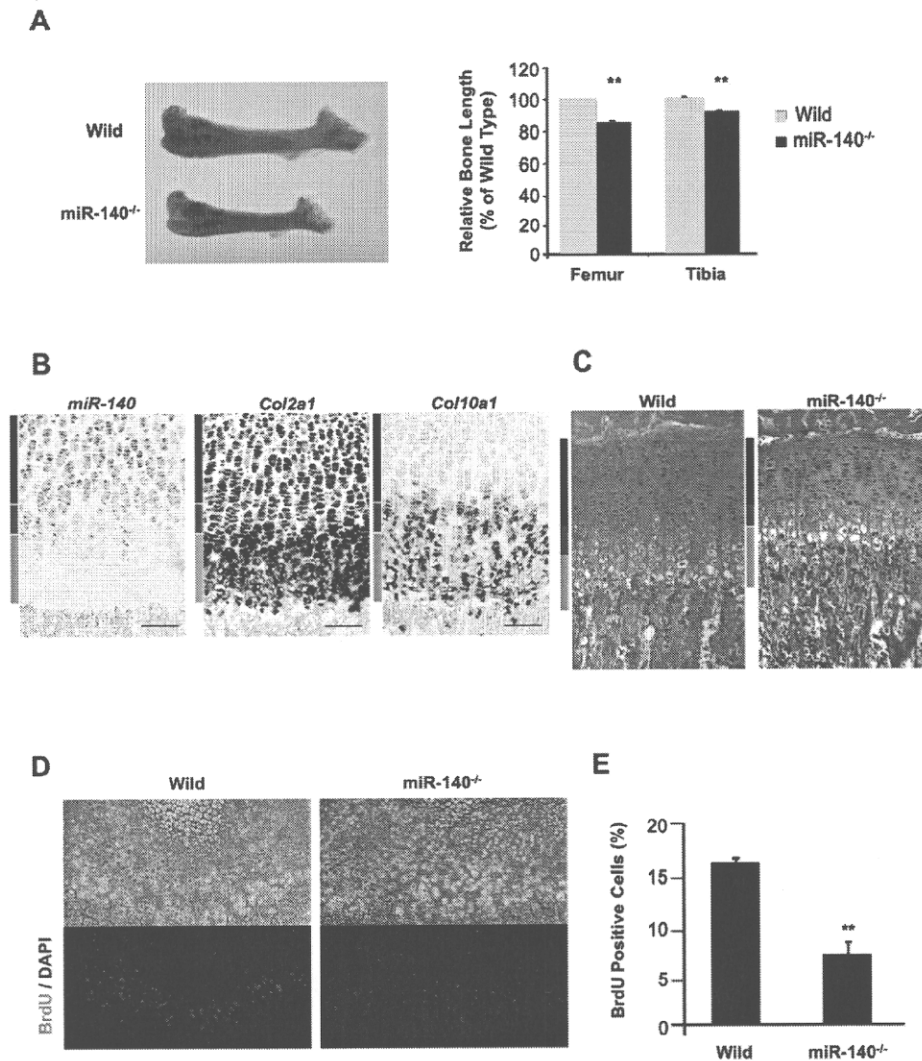 A
Wild
miR-140-/-
Relative Bone Length
(% of Wild Type)
120
100
80
60
40
20
0
**
**
Femur
Tibia
Wild
miR-140-/-
B
miR-140
Col2a1
Col10a1
C
Wild
miR-140-/-
D
Wild
miR-140-/-
BrdU / DAPI
E
BrdU Positive Cells (%)
20
15
10
5
0
**
Wild
miR-140-/-